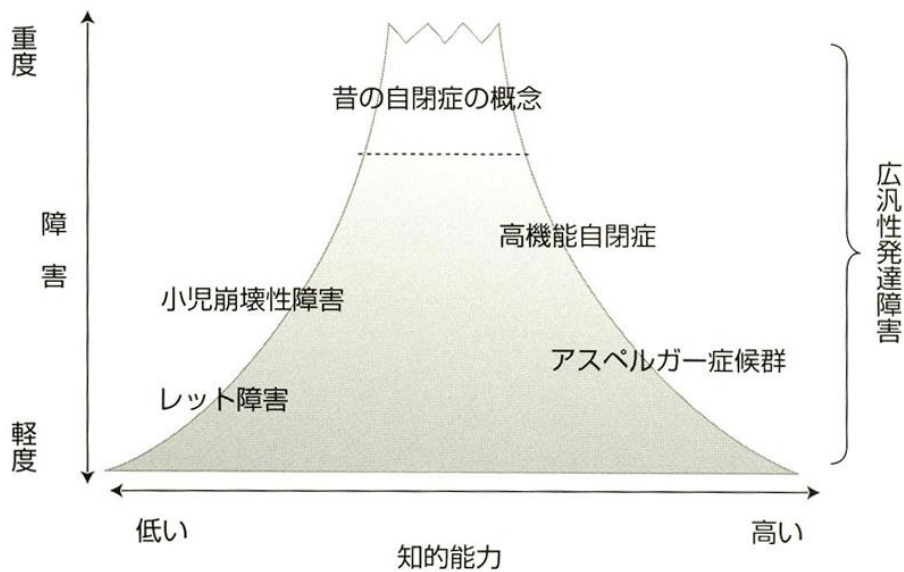 重度
昔の自閉症の概念
高機能自閉症
障害
小児崩壊性障害
アスペルガー症候群
レット障害
軽度
広汎性発達障害
低い
高い
知的能力